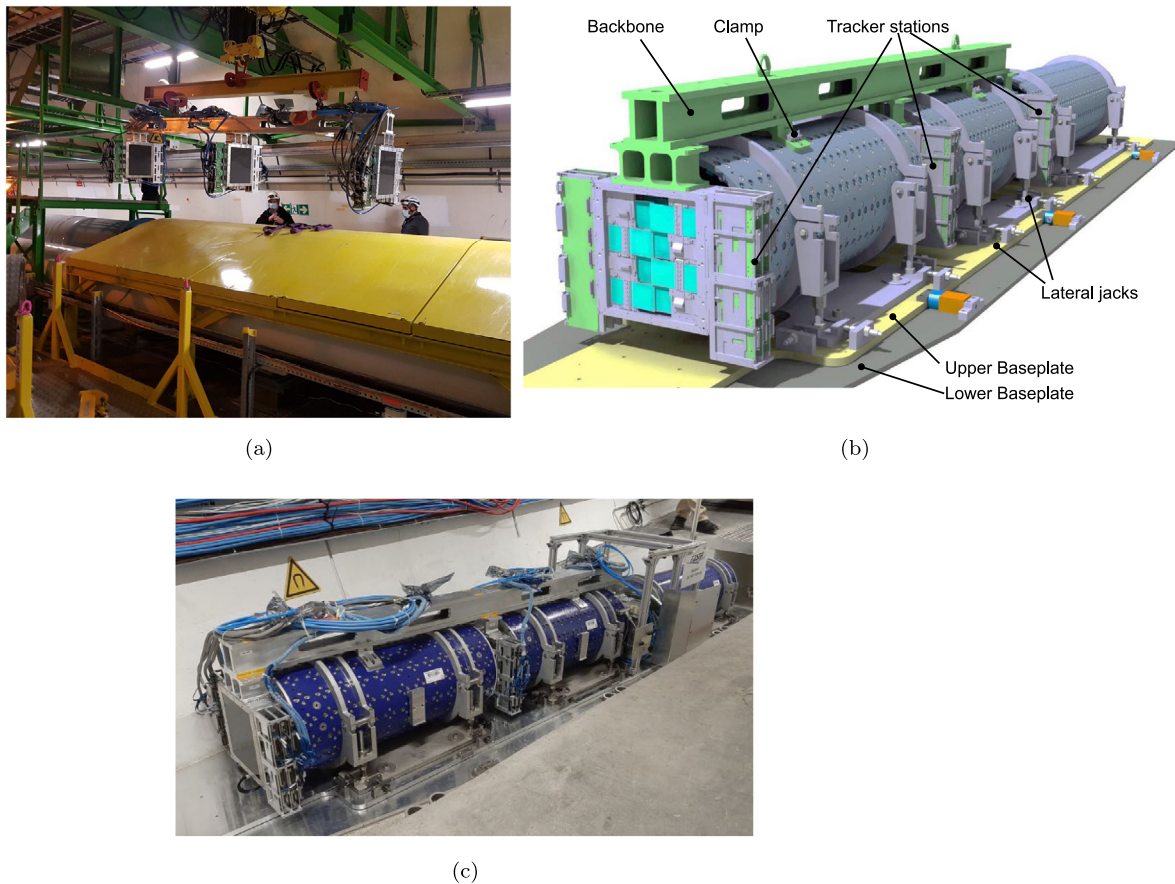 Backbone
Clamp
Tracker stations
Lateral jacks
Upper Baseplate
Lower Baseplate
(a)
(b)
(c)